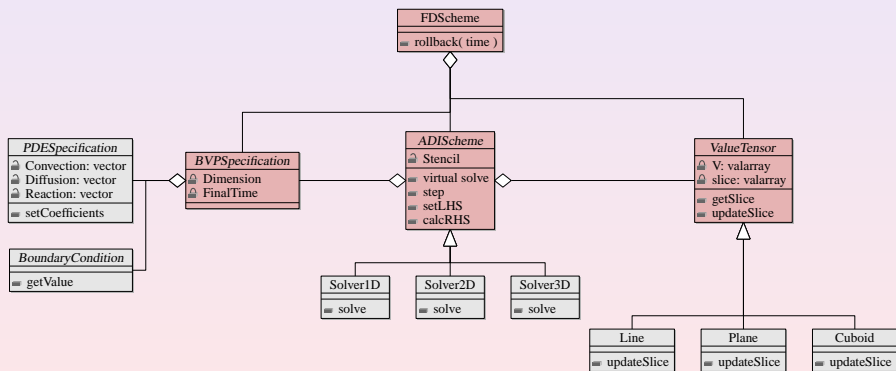 FDScheme
rollback( time )
PDESpecification
Convection: vector
Diffusion: vector
Reaction: vector
setCoefficients
BVPSpecification
Dimension
FinalTime
ADIScheme
Stencil
virtual solve
step
setLHS
calcRHS
ValueTensor
V: valarray
slice: valarray
getSlice
updateSlice
BoundaryCondition
getValue
Solver1D
solve
Solver2D
solve
Solver3D
solve
Line
updateSlice
Plane
updateSlice
Cuboid
updateSlice